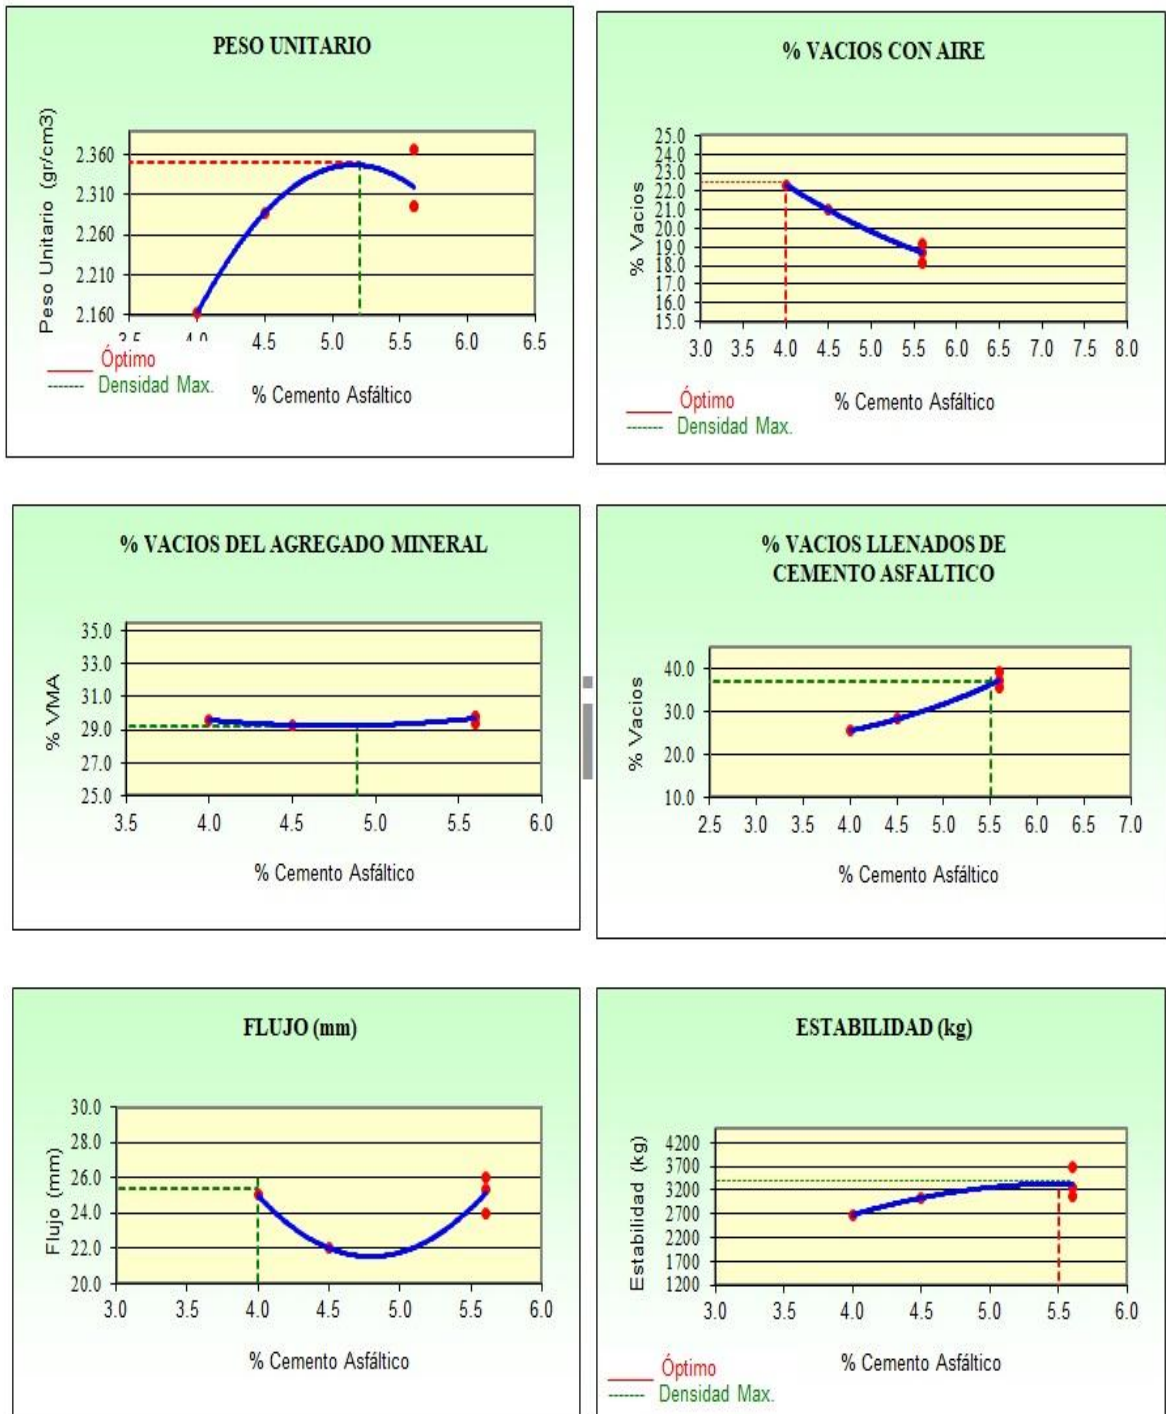 PESO UNITARIO
Peso Unitario (gr/cm3)
2.360
2.310
2.260
2.210
2.160
4.5 5.0 5.5 6.0 6.5
Óptimo
Densidad Max.
% Cemento Asfáltico
% VACIOS CON AIRE
% Vacios
25.0
24.0
23.0
22.0
21.0
20.0
19.0
18.0
17.0
16.0
15.0
3.0 3.5 4.0 4.5 5.0 5.5 6.0 6.5 7.0 7.5 8.0
Óptimo
Densidad Max.
% Cemento Asfáltico
% VACIOS DEL AGREGADO MINERAL
% VMA
35.0
33.0
31.0
29.0
27.0
25.0
3.5 4.0 4.5 5.0 5.5 6.0
% Cemento Asfáltico
% VACIOS LLENADOS DE
CEMENTO ASFALTICO
% Vacios
40.0
30.0
20.0
10.0
2.5 3.0 3.5 4.0 4.5 5.0 5.5 6.0 6.5 7.0
% Cemento Asfáltico
FLUJO (mm)
Flujo (mm)
30.0
28.0
26.0
24.0
22.0
20.0
3.0 3.5 4.0 4.5 5.0 5.5 6.0
% Cemento Asfáltico
ESTABILIDAD (kg)
Estabilidad (kg)
4200
3700
3200
2700
2200
1700
1200
3.0 3.5 4.0 4.5 5.0 5.5 6.0
Óptimo
Densidad Max.
% Cemento Asfáltico